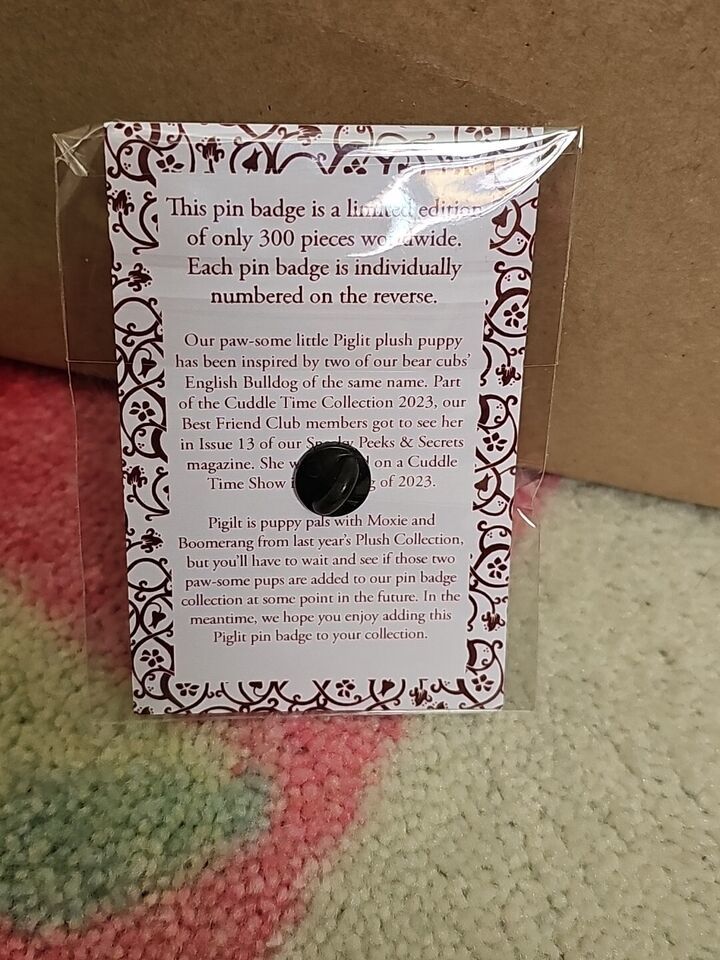 This pin badge is a limited edition
of only 300 pieces worldwide.
Each pin badge is individually
numbered on the reverse.
Our paw-some little Piglit plush puppy
has been inspired by two of our bear cubs'
English Bulldog of the same name. Part
of the Cuddle Time Collection 2023, our
Best Friend Club members got to see her
in Issue 13 of our Peeks & Secrets
magazine. She on a Cuddle
Time Show of 2023.
Pigilt is puppy pals with Moxie and
Boomerang from last year's Plush Collection,
but you'll have to wait and see if those two
paw-some pups are added to our pin badge
collection at some point in the future. In the
meantime, we hope you enjoy adding this
Piglit pin badge to your collection.